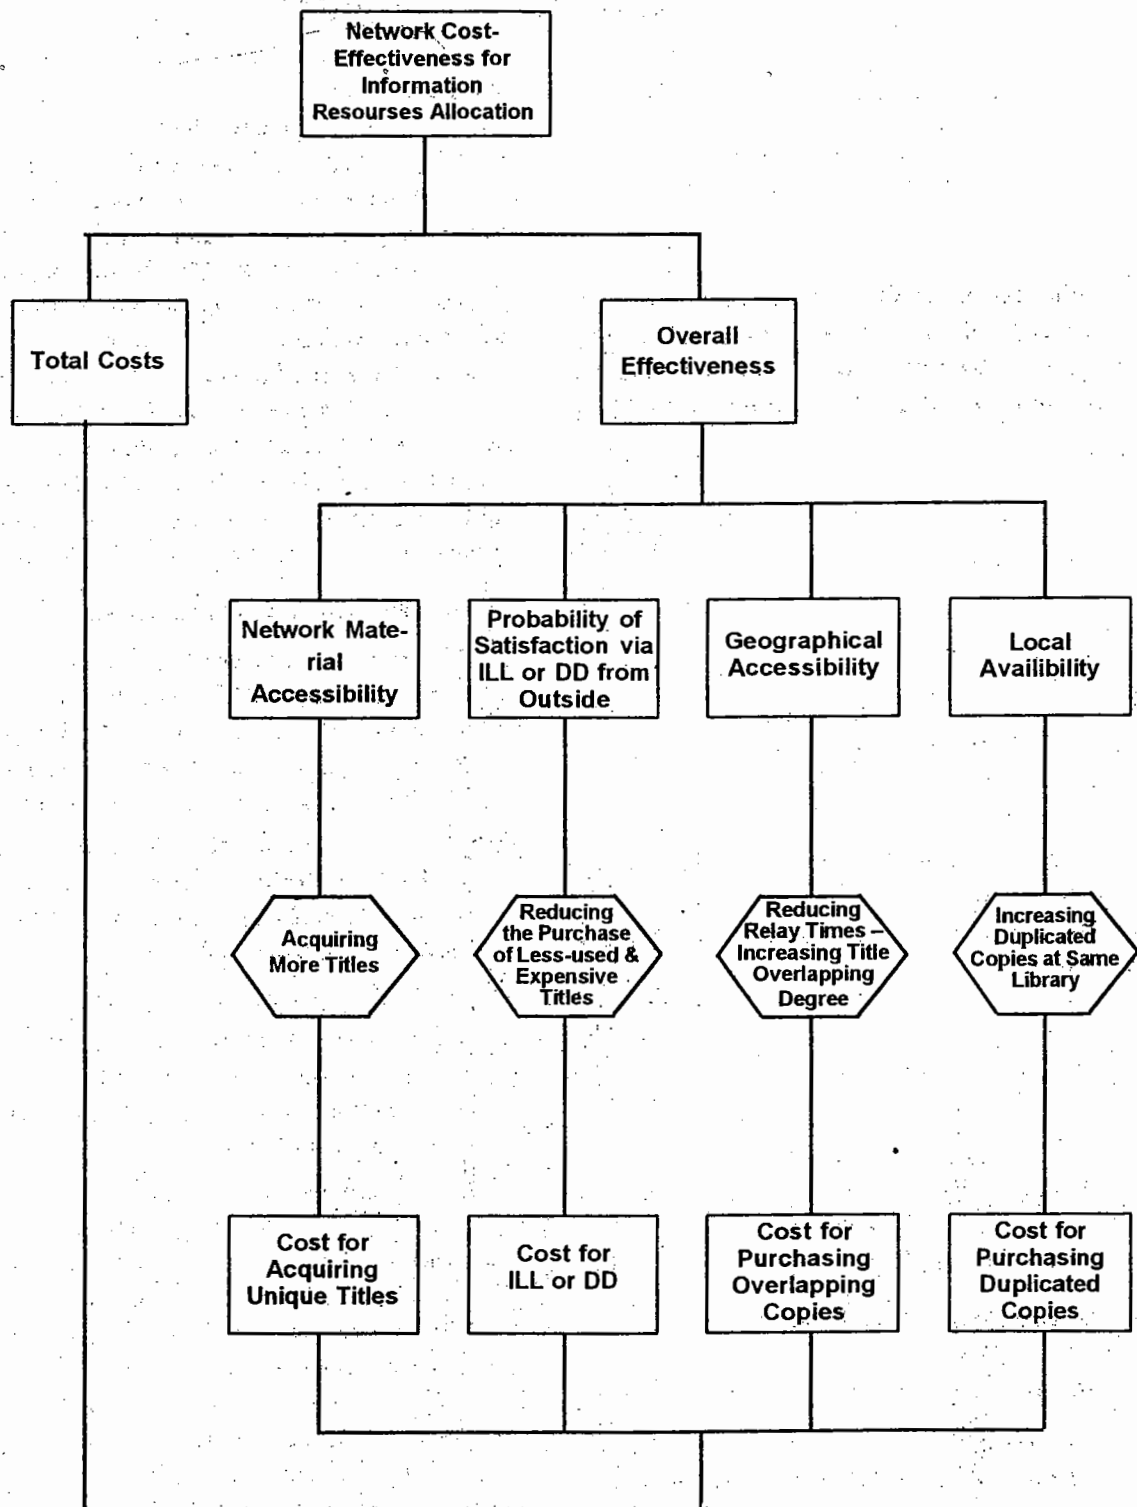 Network Cost-
Effectiveness for
Information
Resourses Allocation
Total Costs
Overall
Effectiveness
Network Mate-
rial
Accessibility
Probability of
Satisfaction via
ILL or DD from
Outside
Geographical
Accessibility
Local
Availibility
Acquiring
More Titles
Reducing
the Purchase
of Less-used &
Expensive
Titles
Reducing
Relay Times –
Increasing Title
Overlapping
Degree
Increasing
Duplicated
Copies at Same
Library
Cost for
Acquiring
Unique Titles
Cost for
ILL or DD
Cost for
Purchasing
Overlapping
Copies
Cost for
Purchasing
Duplicated
Copies